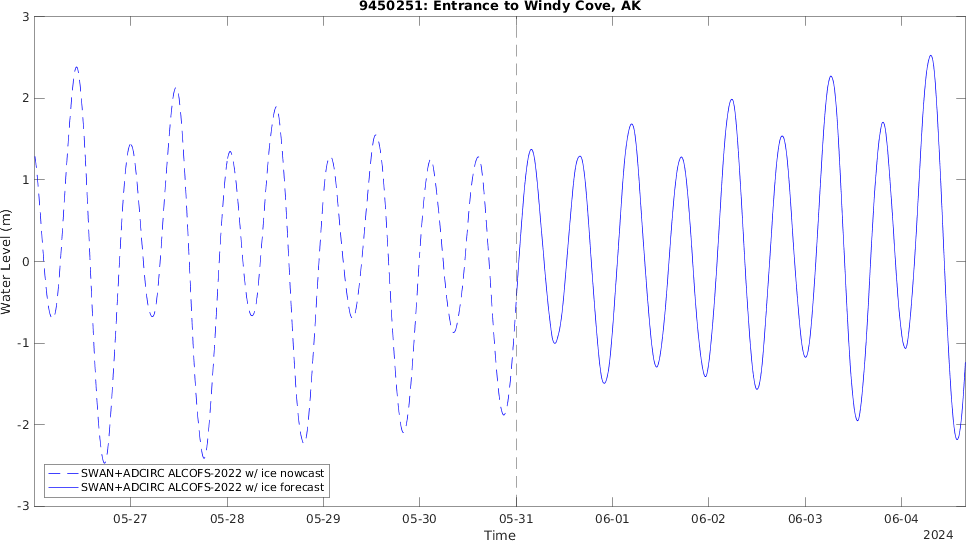 9450251: Entrance to Windy Cove, AK
Water Level (m)
3
2
1
0
-1
-2
-3
SWAN+ADCIRC ALCOFS-2022 w/ ice nowcast
SWAN+ADCIRC ALCOFS-2022 w/ ice forecast
05-27 05-28 05-29 05-30 05-31 06-01 06-02 06-03 06-04
Time
2024